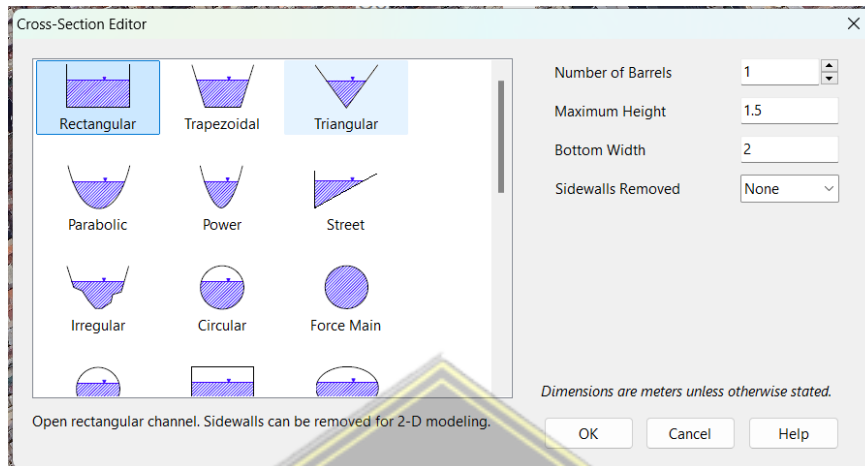 Cross-Section Editor
Rectangular
Trapezoidal
Triangular
Parabolic
Power
Street
Irregular
Circular
Force Main
Number of Barrels 1
Maximum Height 1.5
Bottom Width 2
Sidewalls Removed None
Dimensions are meters unless otherwise stated.
Open rectangular channel. Sidewalls can be removed for 2-D modeling.
OK Cancel Help